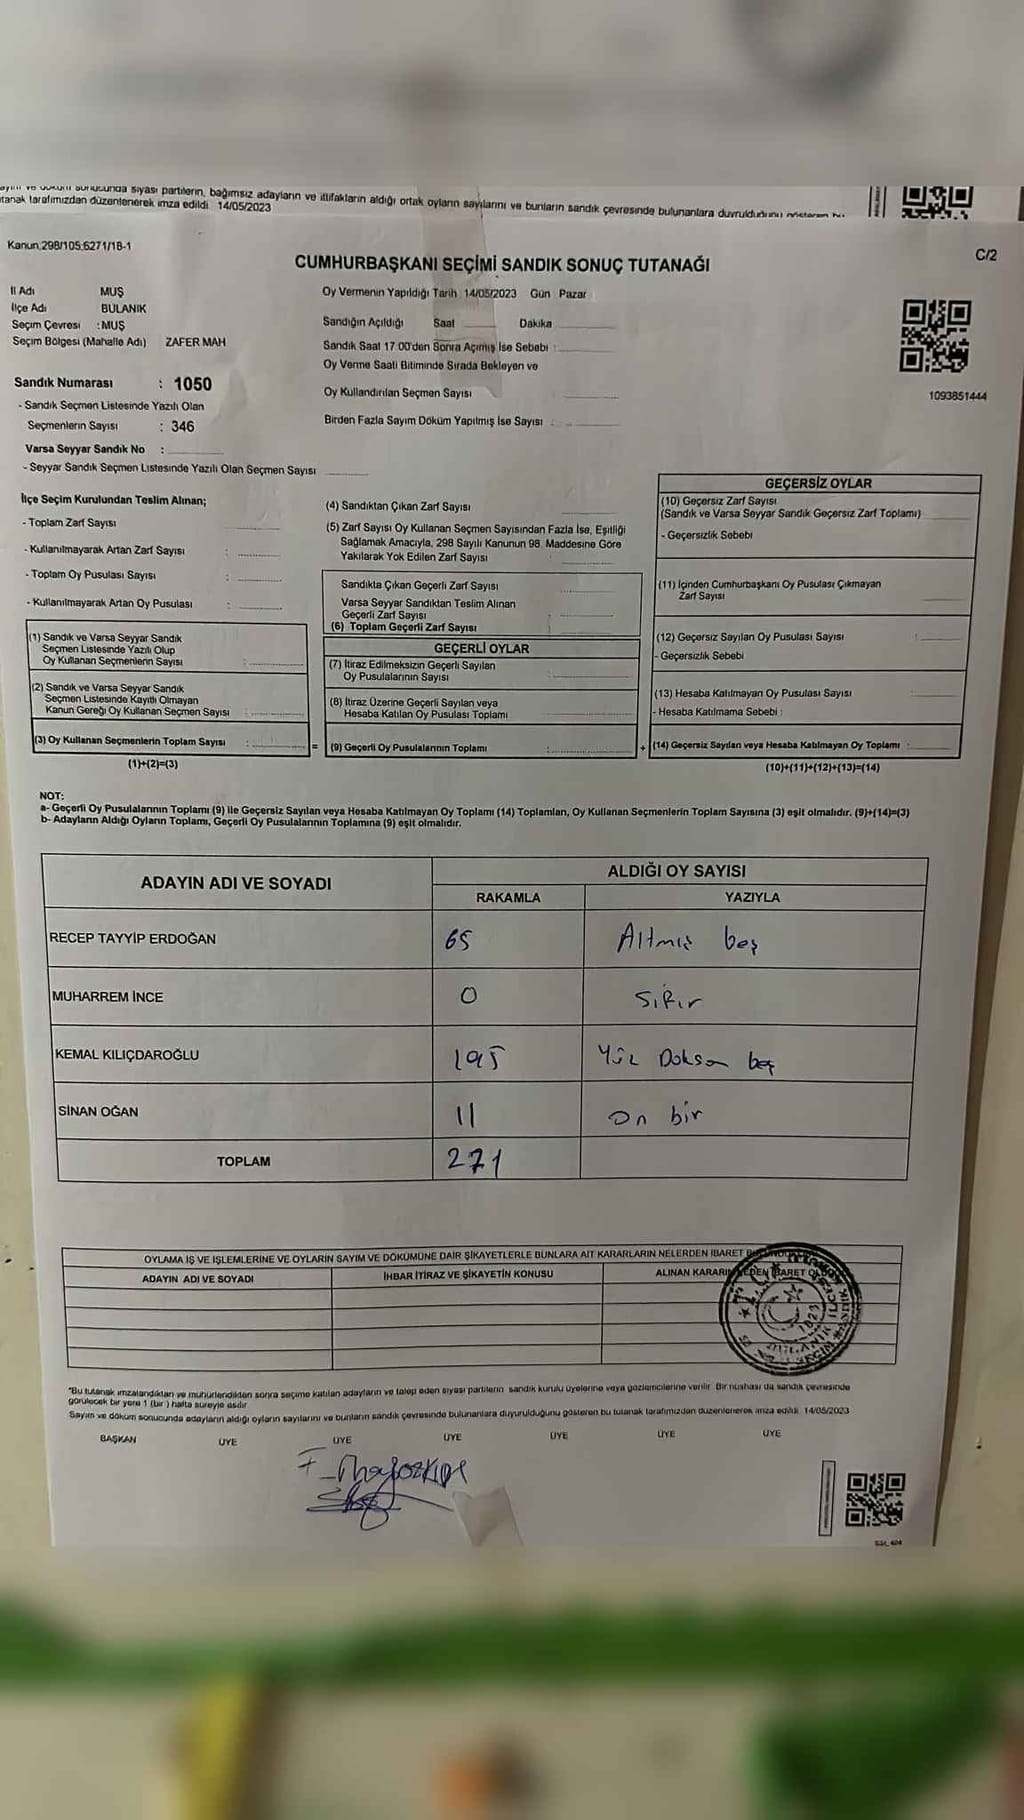 siyasi partilerin, bağımsız adayların ve ittifakların aldığı ortak oyların sayılarını ve bunların sandık çevresinde bulunanlara duyrulduğunu gösteren bu
tarafımızdan düzenlenerek imza edildi 14/05/2023
Kanun:298/105;6271/18-1
C/2
CUMHURBAŞKANI SEÇİMİ SANDIK SONUÇ TUTANAĞI
İl Adı MUŞ
İlçe Adı BULANIK
Seçim Çevresi : MUŞ
Seçim Bölgesi (Mahalle Adı) ZAFER MAH
Sandık Numarası : 1050
- Sandık Seçmen Listesinde Yazılı Olan
Seçmenlerin Sayısı : 346
Varsa Seyyar Sandık No :
- Seyyar Sandık Seçmen Listesinde Yazılı Olan Seçmen Sayısı
Oy Vermenin Yapıldığı Tarih 14/05/2023 Gün Pazar
Sandığın Açıldığı Saat Dakika
Sandık Saat 17.00'den Sonra Açımış İse Sebebi :
Oy Verme Saati Bitiminde Sırada Bekleyen ve
Oy Kullandırılan Seçmen Sayısı
Birden Fazla Sayım Döküm Yapılmış İse Sayısı :
1093851444
İlçe Seçim Kurulundan Teslim Alınan;
- Toplam Zarf Sayısı
- Kullanılmayarak Artan Zarf Sayısı :
- Toplam Oy Pusulası Sayısı :
- Kullanılmayarak Artan Oy Pusulası :
(1) Sandık ve Varsa Seyyar Sandık
Seçmen Listesinde Yazılı Olup
Oy Kullanan Seçmenlerin Sayısı :
(2) Sandık ve Varsa Seyyar Sandık
Seçmen Listesinde Kayıtlı Olmayan
Kanun Gereği Oy Kullanan Seçmen Sayısı :
(3) Oy Kullanan Seçmenlerin Toplam Sayısı :
(1)+(2)=(3)
(4) Sandıktan Çıkan Zarf Sayısı
(5) Zarf Sayısı Oy Kullanan Seçmen Sayısından Fazla İse, Eşitliği
Sağlamak Amacıyla, 298 Sayılı Kanunun 98. Maddesine Göre
Yakılarak Yok Edilen Zarf Sayısı :
Sandıkta Çıkan Geçerli Zarf Sayısı
Varsa Seyyar Sandıktan Teslim Alınan
Geçerli Zarf Sayısı
(6) Toplam Geçerli Zarf Sayısı
GEÇERLİ OYLAR
(7) İtiraz Edilmeksizin Geçerli Sayılan
Oy Pusulalarının Sayısı
(8) İtiraz Üzerine Geçerli Sayılan veya
Hesaba Katılan Oy Pusulası Toplamı
= (9) Geçerli Oy Pusulalarının Toplamı :
GEÇERSİZ OYLAR
(10) Geçersiz Zarf Sayısı
(Sandık ve Varsa Seyyar Sandık Geçersiz Zarf Toplamı)
- Geçersizlik Sebebi
(11) İçinden Cumhurbaşkanı Oy Pusulası Çıkmayan
Zarf Sayısı
(12) Geçersiz Sayılan Oy Pusulası Sayısı :
- Geçersizlik Sebebi
(13) Hesaba Katılmayan Oy Pusulası Sayısı
- Hesaba Katılmama Sebebi :
+ (14) Geçersiz Sayılan veya Hesaba Katılmayan Oy Toplamı :
(10)+(11)+(12)+(13)=(14)
NOT:
a- Geçerli Oy Pusulalarının Toplamı (9) ile Geçersiz Sayılan veya Hesaba Katılmayan Oy Toplamı (14) Toplamları, Oy Kullanan Seçmenlerin Toplam Sayısına (3) eşit olmalıdır. (9)+(14)=(3)
b- Adayların Aldığı Oyların Toplamı, Geçerli Oy Pusulalarının Toplamına (9) eşit olmalıdır.
ADAYIN ADI VE SOYADI ALDIĞI OY SAYISI
RAKAMLA YAZIYLA
RECEP TAYYİP ERDOĞAN 65 Altmış beş
MUHARREM İNCE 0 Sıfır
KEMAL KILIÇDAROĞLU 195 Yüz Doksan beş
SİNAN OĞAN 11 On bir
TOPLAM 271
OYLAMA İŞ VE İŞLEMLERİNE VE OYLARIN SAYIM VE DÖKÜMÜNE DAİR ŞİKAYETLERLE BUNLARA AİT KARARLARIN NELERDEN İBARET
ADAYIN ADI VE SOYADI İHBAR İTİRAZ VE ŞİKAYETİN KONUSU ALINAN KARARIN NEDEN İBARET
*Bu tutanak imzalandıktan ve mühürlendikten sonra seçime katılan adayların ve talep eden siyasi partilerin sandık kurulu üyelerine veya gözlemcilerine verilir. Bir nüshası da sandık çevresinde
görülecek bir yere 1 (bir) hafta süreyle asılır
Sayım ve döküm sonucunda adayların aldığı oyların sayılarını ve bunların sandık çevresinde bulunanlara duyurulduğunu gösteren bu tutanak tarafımızdan düzenlenerek imza edildi. 14/05/2023
BAŞKAN ÜYE ÜYE ÜYE ÜYE ÜYE ÜYE